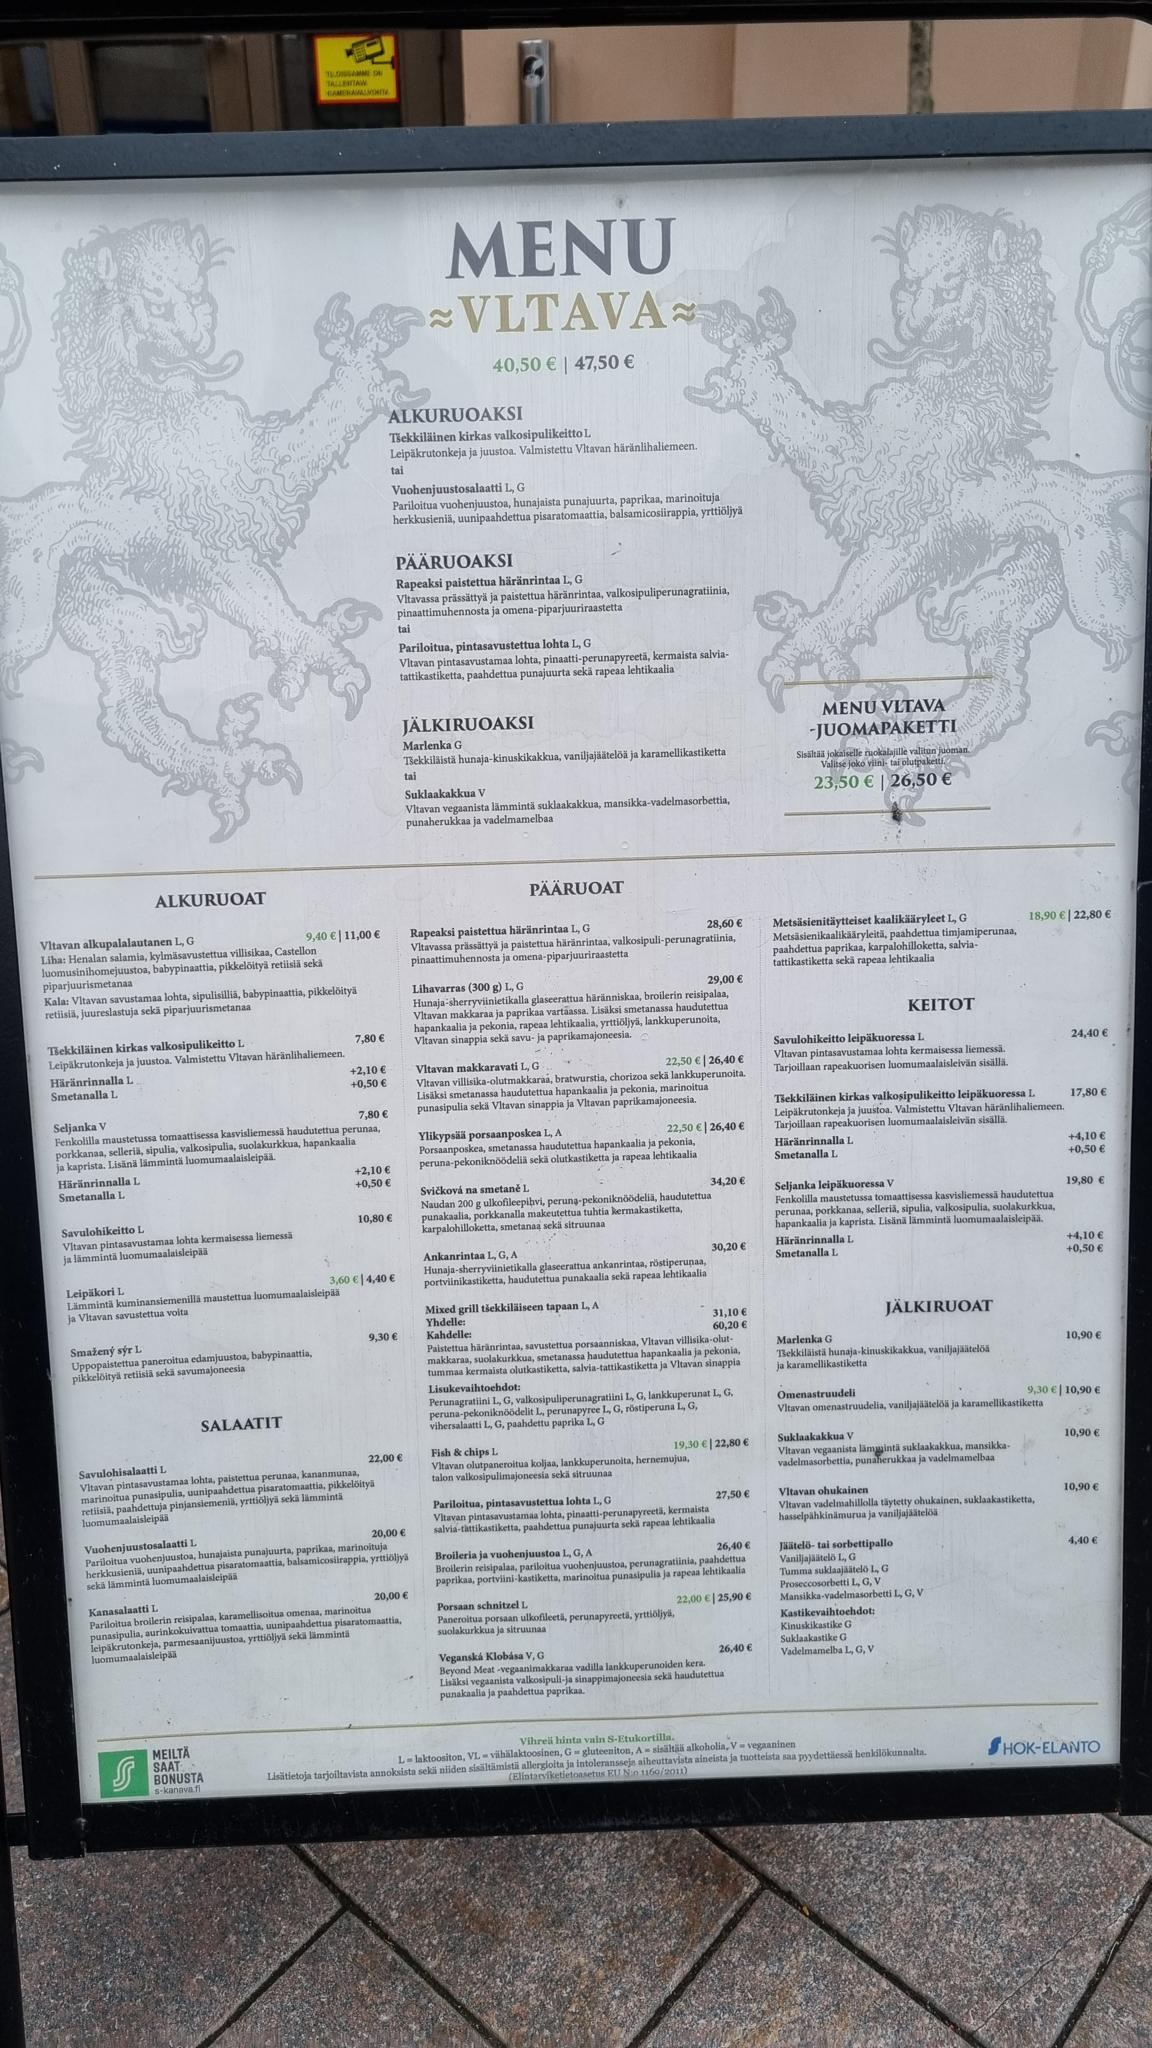 TILOISSAMME ON
TALLENTAVA
KAMERAVALVONTA
MENU
≈VLTAVA≈
40,50 € | 47,50 €
ALKURUOAKSI
Tšekkiläinen kirkas valkosipulikeitto L
Leipäkrutonkeja ja juustoa. Valmistettu Vltavan häränlihaliemeen.
tai
Vuohenjuustosalaatti L, G
Pariloitua vuohenjuustoa, hunajaista punajuurta, paprikaa, marinoituja
herkkusieniä, uunipaahdettua pisaratomaattia, balsamicosiirappia, yrttiöljyä
PÄÄRUOAKSI
Rapeaksi paistettua häränrintaa L, G
Vltavassa prässättyä ja paistettua häränrintaa, valkosipuliperunagratiinia,
pinaattimuhennosta ja omena-piparjuuriraastetta
tai
Pariloitua, pintasavustettua lohta L, G
Vltavan pintasavustamaa lohta, pinaatti-perunapyreetä, kermaista salvia-
tattikastiketta, paahdettua punajuurta sekä rapeaa lehtikaalia
JÄLKIRUOAKSI
Marlenka G
Tšekkiläistä hunaja-kinuskikakkua, vaniljajäätelöä ja karamellikastiketta
tai
Suklaakakkua V
Vltavan vegaanista lämmintä suklaakakkua, mansikka-vadelmasorbettia,
punaherukkaa ja vadelmamelbaa
MENU VLTAVA
-JUOMAPAKETTI
Sisältää jokaiselle ruokalajille valitun juoman.
Valitse joko viini- tai olutpaketti.
23,50 € | 26,50 €
ALKURUOAT
Vltavan alkupalalautanen L, G 9,40 € | 11,00 €
Liha: Henalan salamia, kylmäsavustettua villisikaa, Castellon
luomusinihomejuustoa, babypinaattia, pikkelöityä retiisiä sekä
piparjuurismetanaa
Kala: Vltavan savustamaa lohta, sipulisilliä, babypinaattia, pikkelöityä
retiisiä, juureslastuja sekä piparjuurismetanaa
Tšekkiläinen kirkas valkosipulikeitto L 7,80 €
Leipäkrutonkeja ja juustoa. Valmistettu Vltavan häränlihaliemeen.
Häränrinnalla L +2,10 €
Smetanalla L +0,50 €
Seljanka V 7,80 €
Fenkolilla maustetussa tomaattisessa kasvisliemessä haudutettua perunaa,
porkkanaa, selleriä, sipulia, valkosipulia, suolakurkkua, hapankaalia
ja kaprista. Lisänä lämmintä luomumaalaisleipää.
Häränrinnalla L +2,10 €
Smetanalla L +0,50 €
Savulohikeitto L 10,80 €
Vltavan pintasavustamaa lohta kermaisessa liemessä
ja lämmintä luomumaalaisleipää
Leipäkori L 3,60 € | 4,40 €
Lämmintä kuminansiemenillä maustettua luomumaalaisleipää
ja Vltavan savustettua voita
Smažený sýr L 9,30 €
Uppopaistettua paneroitua edamjuustoa, babypinaattia,
pikkelöityä retiisiä sekä savumajoneesia
SALAATIT
Savulohisalaatti L 22,00 €
Vltavan pintasavustamaa lohta, paistettua perunaa, kananmunaa,
marinoitua punasipulia, uunipaahdettua pisaratomaattia, pikkelöityä
retiisiä, paahdettuja pinjansiemeniä, yrttiöljyä sekä lämmintä
luomumaalaisleipää
Vuohenjuustosalaatti L 20,00 €
Pariloitua vuohenjuustoa, hunajaista punajuurta, paprikaa, marinoituja
herkkusieniä, uunipaahdettua pisaratomaattia, balsamicosiirappia, yrttiöljyä
sekä lämmintä luomumaalaisleipää
Kanasalaatti L 20,00 €
Pariloitua broilerin reisipalaa, karamellisoitua omenaa, marinoitua
punasipulia, aurinkokuivattua tomaattia, uunipaahdettua pisaratomaattia,
leipäkrutonkeja, parmesaanijuustoa, yrttiöljyä sekä lämmintä
luomumaalaisleipää
PÄÄRUOAT
Rapeaksi paistettua häränrintaa L, G 28,60 €
Vltavassa prässättyä ja paistettua häränrintaa, valkosipuli-perunagratiinia,
pinaattimuhennosta ja omena-piparjuuriraastetta
Lihavarras (300 g) L, G 29,00 €
Hunaja-sherryviinietikalla glaseerattua häränniskaa, broilerin reisipalaa,
Vltavan makkaraa ja paprikaa vartaassa. Lisäksi smetanassa haudutettua
hapankaalia ja pekonia, rapeaa lehtikaalia, yrttiöljyä, lankkuperunoita,
Vltavan sinappia sekä savu- ja paprikamajoneesia.
Vltavan makkaravati L, G 22,50 € | 26,40 €
Vltavan villisika-olutmakkaraa, bratwurstia, chorizoa sekä lankkuperunoita.
Lisäksi smetanassa haudutettua hapankaalia ja pekonia, marinoitua
punasipulia sekä Vltavan sinappia ja Vltavan paprikamajoneesia.
Ylikypsää porsaanposkea L, A 22,50 € | 26,40 €
Porsaanposkea, smetanassa haudutettua hapankaalia ja pekonia,
peruna-pekoniknöödeliä sekä olutkastiketta ja rapeaa lehtikaalia
Svíčková na smetaně L 34,20 €
Naudan 200 g ulkofileepihvi, peruna-pekoniknöödeliä, haudutettua
punakaalia, porkkanalla makeutettua tuhtia kermakastiketta,
karpalohilloketta, smetanaa sekä sitruunaa
Ankanrintaa L, G, A 30,20 €
Hunaja-sherryviinietikalla glaseerattua ankanrintaa, röstiperunaa,
portviinikastiketta, haudutettua punakaalia sekä rapeaa lehtikaalia
Mixed grill tšekkiläiseen tapaan L, A
Yhdelle: 31,10 €
Kahdelle: 60,20 €
Paistettua häränrintaa, savustettua porsaanniskaa, Vltavan villisika-olut-
makkaraa, suolakurkkua, smetanassa haudutettua hapankaalia ja pekonia,
tummaa kermaista olutkastiketta, salvia-tattikastiketta ja Vltavan sinappia
Lisukevaihtoehdot:
Perunagratiini L, G, valkosipuliperunagratiini L, G, lankkuperunat L, G,
peruna-pekoniknöödelit L, perunapyree L, G, röstiperuna L, G,
vihersalaatti L, G, paahdettu paprika L, G
Fish & chips L 19,30 € | 22,80 €
Vltavan olutpaneroitua koljaa, lankkuperunoita, hernemujua,
talon valkosipulimajoneesia sekä sitruunaa
Pariloitua, pintasavustettua lohta L, G 27,50 €
Vltavan pintasavustamaa lohta, pinaatti-perunapyreetä, kermaista
salvia-tattikastiketta, paahdettua punajuurta sekä rapeaa lehtikaalia
Broileria ja vuohenjuustoa L, G, A 26,40 €
Broilerin reisipalaa, pariloitua vuohenjuustoa, perunagratiinia, paahdettua
paprikaa, portviini-kastiketta, marinoitua punasipulia ja rapeaa lehtikaalia
Porsaan schnitzel L 22,00 € | 25,90 €
Paneroitua porsaan ulkofileetä, perunapyreetä, yrttiöljyä,
suolakurkkua ja sitruunaa
Veganská Klobása V, G 26,40 €
Beyond Meat -vegaanimakkaraa vadilla lankkuperunoiden kera.
Lisäksi vegaanista valkosipuli-ja sinappimajoneesia sekä haudutettua
punakaalia ja paahdettua paprikaa.
Metsäsienitäytteiset kaalikääryleet L, G 18,90 € | 22,80 €
Metsäsienikaalikääryleitä, paahdettua timjamiperunaa,
paahdettua paprikaa, karpalohilloketta, salvia-
tattikastiketta sekä rapeaa lehtikaalia
KEITOT
Savulohikeitto leipäkuoressa L 24,40 €
Vltavan pintasavustamaa lohta kermaisessa liemessä.
Tarjoillaan rapeakuorisen luomumaalaisleivän sisällä.
Tšekkiläinen kirkas valkosipulikeitto leipäkuoressa L 17,80 €
Leipäkrutonkeja ja juustoa. Valmistettu Vltavan häränlihaliemeen.
Tarjoillaan rapeakuorisen luomumaalaisleivän sisällä.
Häränrinnalla L +4,10 €
Smetanalla L +0,50 €
Seljanka leipäkuoressa V 19,80 €
Fenkolilla maustetussa tomaattisessa kasvisliemessä haudutettua
perunaa, porkkanaa, selleriä, sipulia, valkosipulia, suolakurkkua,
hapankaalia ja kaprista. Lisänä lämmintä luomumaalaisleipää.
Häränrinnalla L +4,10 €
Smetanalla L +0,50 €
JÄLKIRUOAT
Marlenka G 10,90 €
Tšekkiläistä hunaja-kinuskikakkua, vaniljajäätelöä
ja karamellikastiketta
Omenastruudeli 9,30 € | 10,90 €
Vltavan omenastruudelia, vaniljajäätelöä ja karamellikastiketta
Suklaakakkua V 10,90 €
Vltavan vegaanista lämmintä suklaakakkua, mansikka-
vadelmasorbettia, punaherukkaa ja vadelmamelbaa
Vltavan ohukainen 10,90 €
Vltavan vadelmahillolla täytetty ohukainen, suklaakastiketta,
hasselpähkinämurua ja vaniljajäätelöä
Jäätelö- tai sorbettipallo 4,40 €
Vaniljajäätelö L, G
Tumma suklaajäätelö L, G
Proseccosorbetti L, G, V
Mansikka-vadelmasorbetti L, G, V
Kastikevaihtoehdot:
Kinuskikastike G
Suklaakastike G
Vadelmamelba L, G, V
MEILTÄ
SAAT
BONUSTA
s-kanava.fi
Vihreä hinta vain S-Etukortilla.
L = laktoositon, VL = vähälaktoosinen, G = gluteeniton, A = sisältää alkoholia, V = vegaaninen
Lisätietoja tarjoiltavista annoksista sekä niiden sisältämistä allergioita ja intoleransseja aiheuttavista aineista ja tuotteista saa pyydettäessä henkilökunnalta.
(Elintarviketietoasetus EU N:o 1169/2011)
HOK-ELANTO